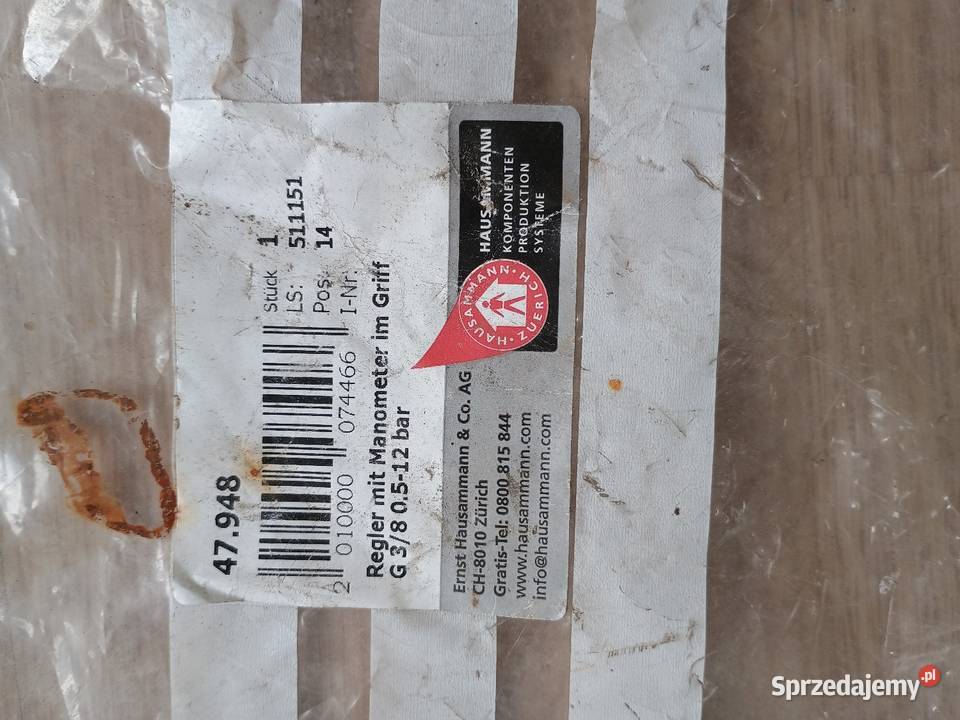 47.948
Stück 1
LS: 511151
Pos: 14
I-Nr.
2 010000 074466
Regler mit Manometer im Griff
G 3/8 0.5-12 bar
Ernst Hausammann & Co. AG
CH-8010 Zürich
Gratis-Tel: 0800 815 844
www.hausammann.com
info@hausammann.com
· HAUSAMMANN ·
ZUERICH
HAUSAMMANN
KOMPONENTEN
PRODUKTION
SYSTEME
Sprzedajemy.pl